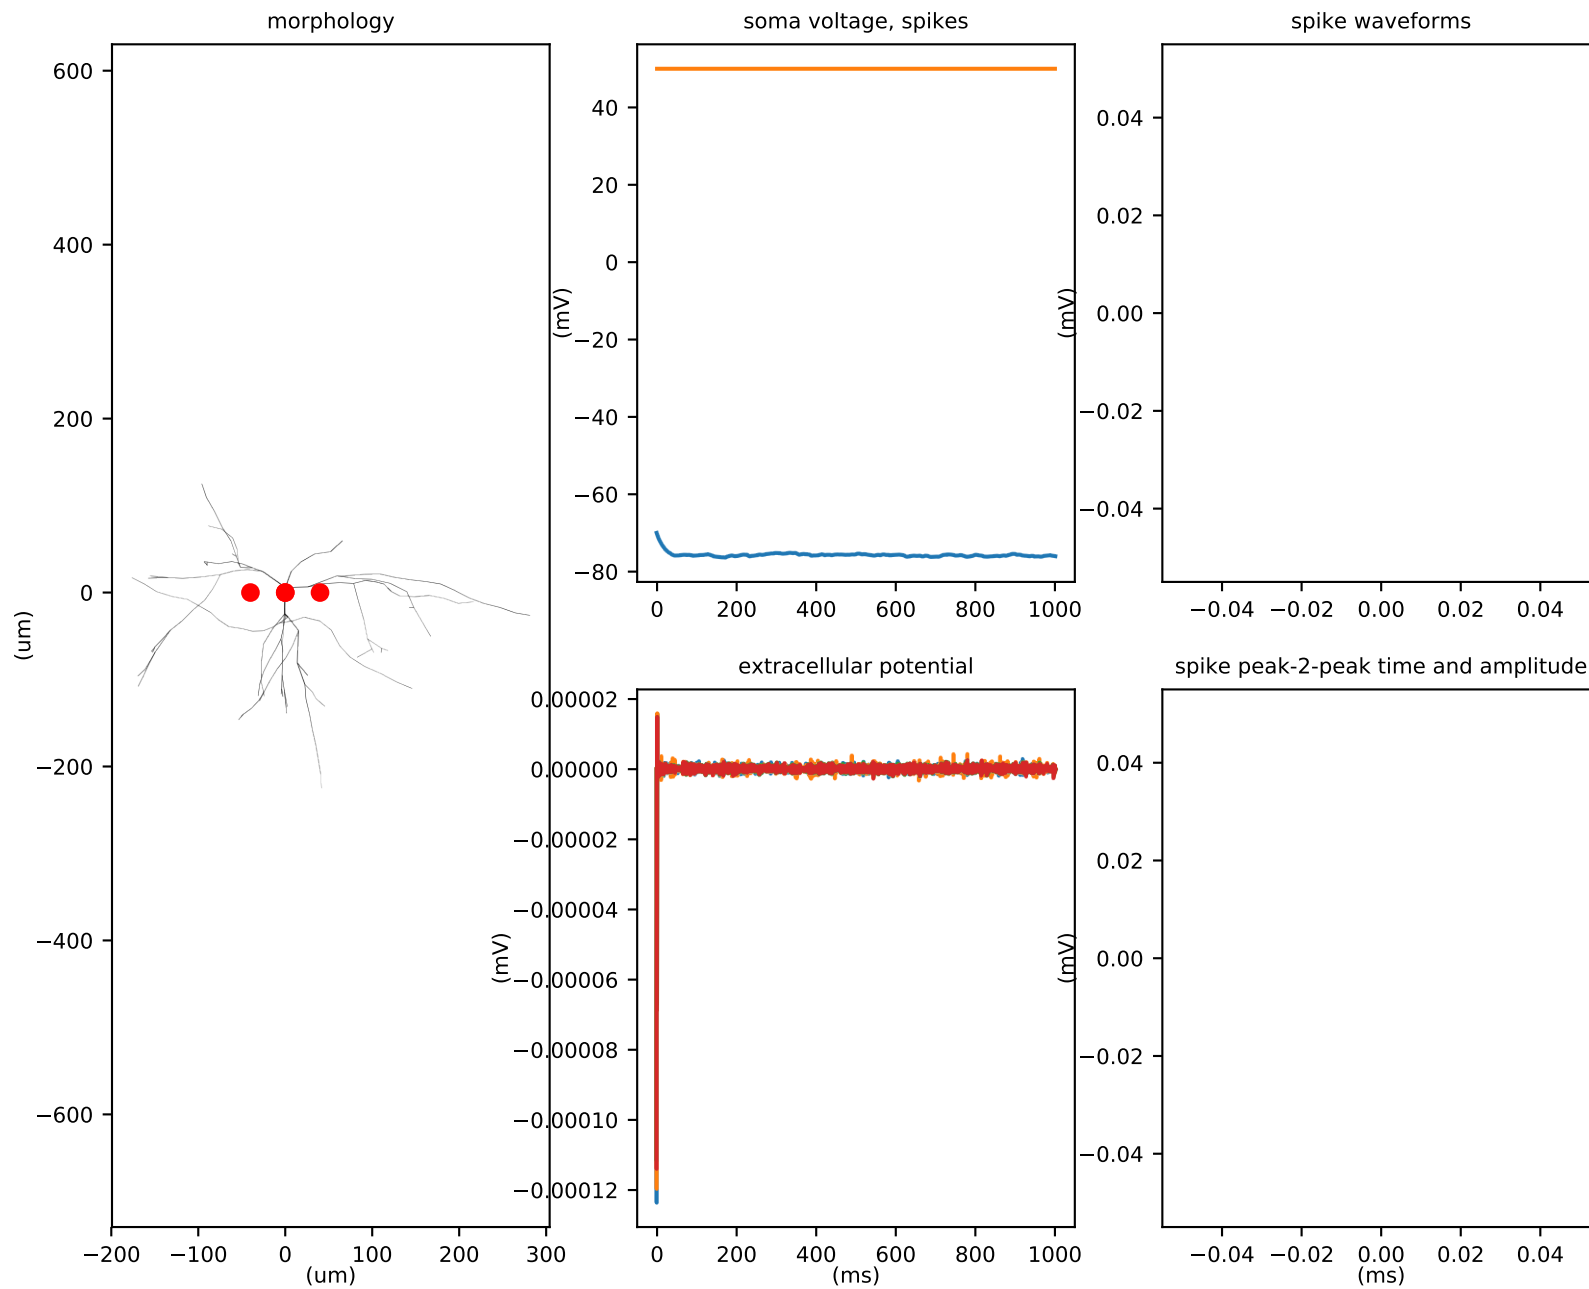 morphology
600
400
200
0
−200
−400
−600
(um)
−200 −100 0 100 200 300
(um)
soma voltage, spikes
40
20
0
−20
−40
−60
−80
(mV)
0 200 400 600 800 1000
spike waveforms
0.04
0.02
0.00
−0.02
−0.04
(mV)
−0.04 −0.02 0.00 0.02 0.04
extracellular potential
0.00002
0.00000
−0.00002
−0.00004
−0.00006
−0.00008
−0.00010
−0.00012
(mV)
0 200 400 600 800 1000
(ms)
spike peak-2-peak time and amplitude
0.04
0.02
0.00
−0.02
−0.04
(mV)
−0.04 −0.02 0.00 0.02 0.04
(ms)